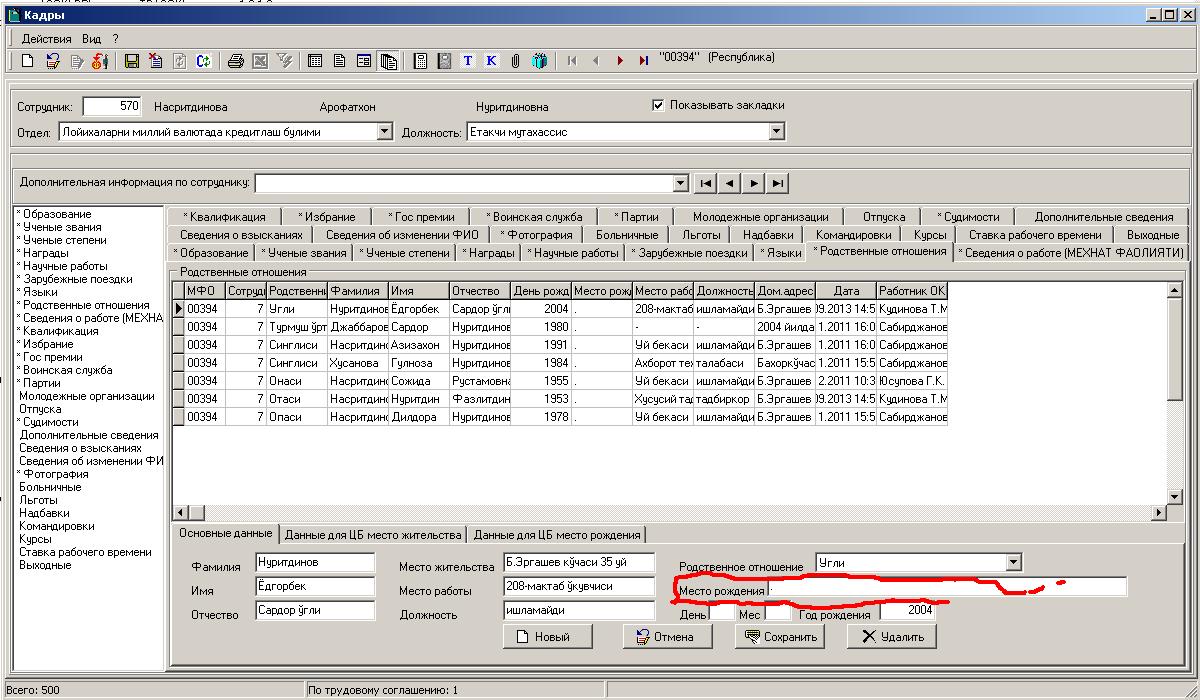 Кадры
Действия Вид ?
T K "00394" (Республика)
Сотрудник: 570 Насритдинова Арофатхон Нуритдиновна Показывать закладки
Отдел: Лойихаларни миллий валютада кредитлаш булими Должность: Етакчи мутахассис
Дополнительная информация по сотруднику:
* Образование
* Ученые звания
* Ученые степени
* Награды
* Научные работы
* Зарубежные поездки
* Языки
* Родственные отношения
* Сведения о работе (МЕХНА
* Квалификация
* Избрание
* Гос премии
* Воинская служба
* Партии
Молодежные организации
Отпуска
* Судимости
Дополнительные сведения
Сведения о взысканиях
Сведения об изменении ФИ
* Фотография
Больничные
Льготы
Надбавки
Командировки
Курсы
Ставка рабочего времени
Выходные
* Квалификация * Избрание * Гос премии * Воинская служба * Партии Молодежные организации Отпуска * Судимости Дополнительные сведения
Сведения о взысканиях Сведения об изменении ФИО * Фотография Больничные Льготы Надбавки Командировки Курсы Ставка рабочего времени Выходные
* Образование * Ученые звания * Ученые степени * Награды * Научные работы * Зарубежные поездки * Языки * Родственные отношения * Сведения о работе (МЕХНАТ ФАОЛИЯТИ)
Родственные отношения
МФО Сотруд Родственн Фамилия Имя Отчество День рожд Место рожд Место рабо Должность Дом.адрес Дата Работник ОК
00394 7 Угли Нуритдинов Ёдгорбек Сардор ўгли 2004 . 208-мактаб ишламайди Б.Эргашев 09.2013 14:5 Кудинова Т.М
00394 7 Турмуш ўрт Джаббаров Сардор Нуритдинов 1980 . - - 2004 йилда 1.2011 16:0 Сабирджанов
00394 7 Синглиси Насритдино Азизахон Нуритдинов 1991 . Уй бекаси ишламайди Б.Эргашев 1.2011 16:0 Сабирджанов
00394 7 Синглиси Хусанова Гулноза Нуритдинов 1984 . Ахборот тех талабаси Бахоркўчас 1.2011 15:5 Сабирджанов
00394 7 Онаси Насритдино Сожида Рустамовна 1955 . Уй бекаси ишламайди Б.Эргашев 2.2011 10:3 Юсупова Г.К.
00394 7 Отаси Насритдино Нуритдин Фазлитдин 1953 . Хусусий тад тадбиркор Б.Эргашев 09.2013 14:5 Кудинова Т.М
00394 7 Опаси Насритдино Дилдора Нуритдинов 1978 . Уй бекаси ишламайди Б.Эргашев 1.2011 15:5 Сабирджанов
Основные данные Данные для ЦБ место жительства Данные для ЦБ место рождения
Фамилия Нуритдинов Место жительства Б.Эргашев кўчаси 35 уй Родственное отношение Угли
Имя Ёдгорбек Место работы 208-мактаб ўкувчиси Место рождения .
Отчество Сардор ўгли Должность ишламайди День Мес Год рождения 2004
Новый Отмена Сохранить Удалить
Всего: 500 По трудовому соглашению: 1